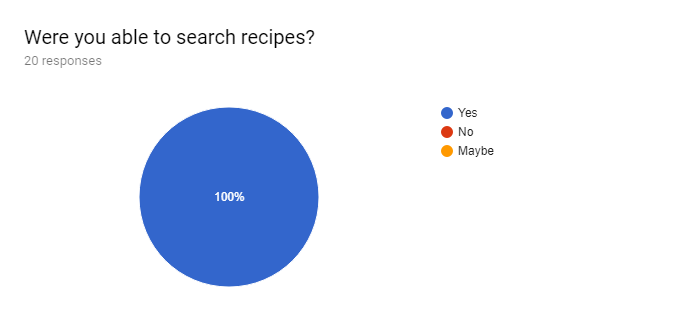 Were you able to search recipes?
20 responses
100%
Yes
No
Maybe